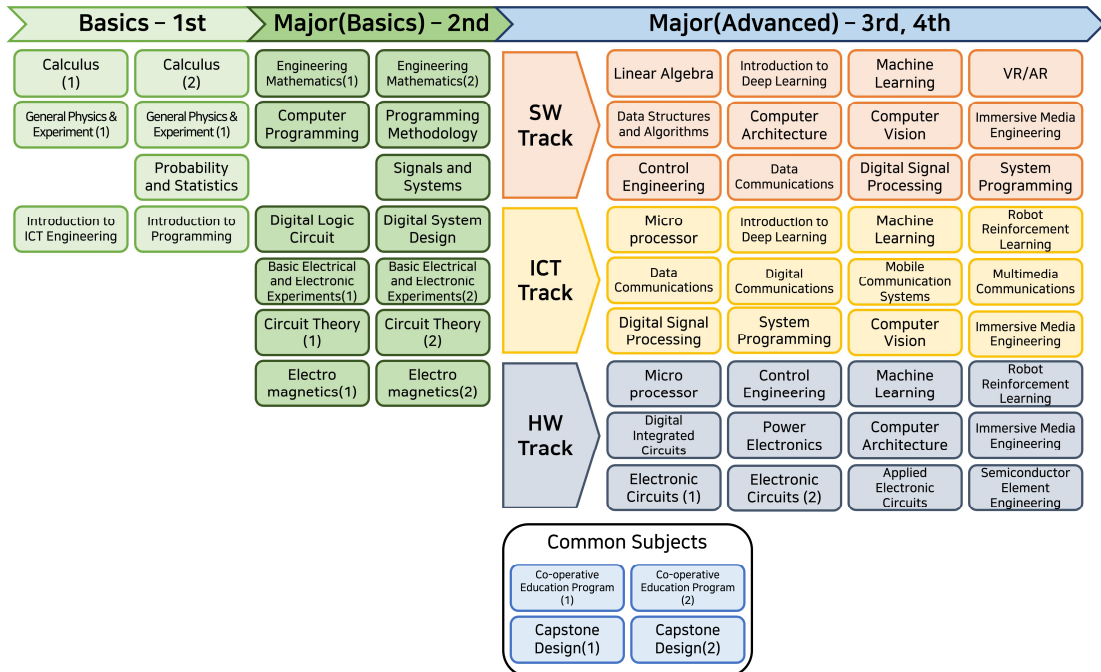 Basics – 1st
Major(Basics) – 2nd
Major(Advanced) – 3rd, 4th
Calculus
(1)
Calculus
(2)
General Physics &
Experiment (1)
General Physics &
Experiment (1)
Probability
and Statistics
Introduction to
ICT Engineering
Introduction to
Programming
Engineering
Mathematics(1)
Engineering
Mathematics(2)
Computer
Programming
Programming
Methodology
Signals and
Systems
Digital Logic
Circuit
Digital System
Design
Basic Electrical
and Electronic
Experiments(1)
Basic Electrical
and Electronic
Experiments(2)
Circuit Theory
(1)
Circuit Theory
(2)
Electro
magnetics(1)
Electro
magnetics(2)
SW
Track
Linear Algebra
Introduction to
Deep Learning
Machine
Learning
VR/AR
Data Structures
and Algorithms
Computer
Architecture
Computer
Vision
Immersive Media
Engineering
Control
Engineering
Data
Communications
Digital Signal
Processing
System
Programming
ICT
Track
Micro
processor
Introduction to
Deep Learning
Machine
Learning
Robot
Reinforcement
Learning
Data
Communications
Digital
Communications
Mobile
Communication
Systems
Multimedia
Communications
Digital Signal
Processing
System
Programming
Computer
Vision
Immersive Media
Engineering
HW
Track
Micro
processor
Control
Engineering
Machine
Learning
Robot
Reinforcement
Learning
Digital
Integrated
Circuits
Power
Electronics
Computer
Architecture
Immersive Media
Engineering
Electronic
Circuits (1)
Electronic
Circuits (2)
Applied
Electronic
Circuits
Semiconductor
Element
Engineering
Common Subjects
Co-operative
Education Program
(1)
Co-operative
Education Program
(2)
Capstone
Design(1)
Capstone
Design(2)